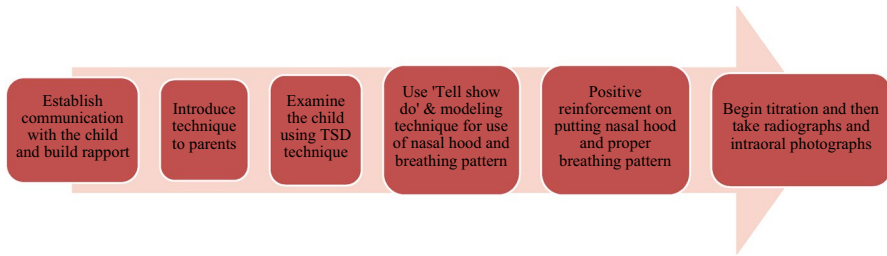 Establish
communication
with the child
and build rapport
Introduce
technique
to parents
Examine
the child
using TSD
technique
Use 'Tell show
do' & modeling
technique for use
of nasal hood and
breathing pattern
Positive
reinforcement on
putting nasal hood
and proper
breathing pattern
Begin titration and then
take radiographs and
intraoral photographs